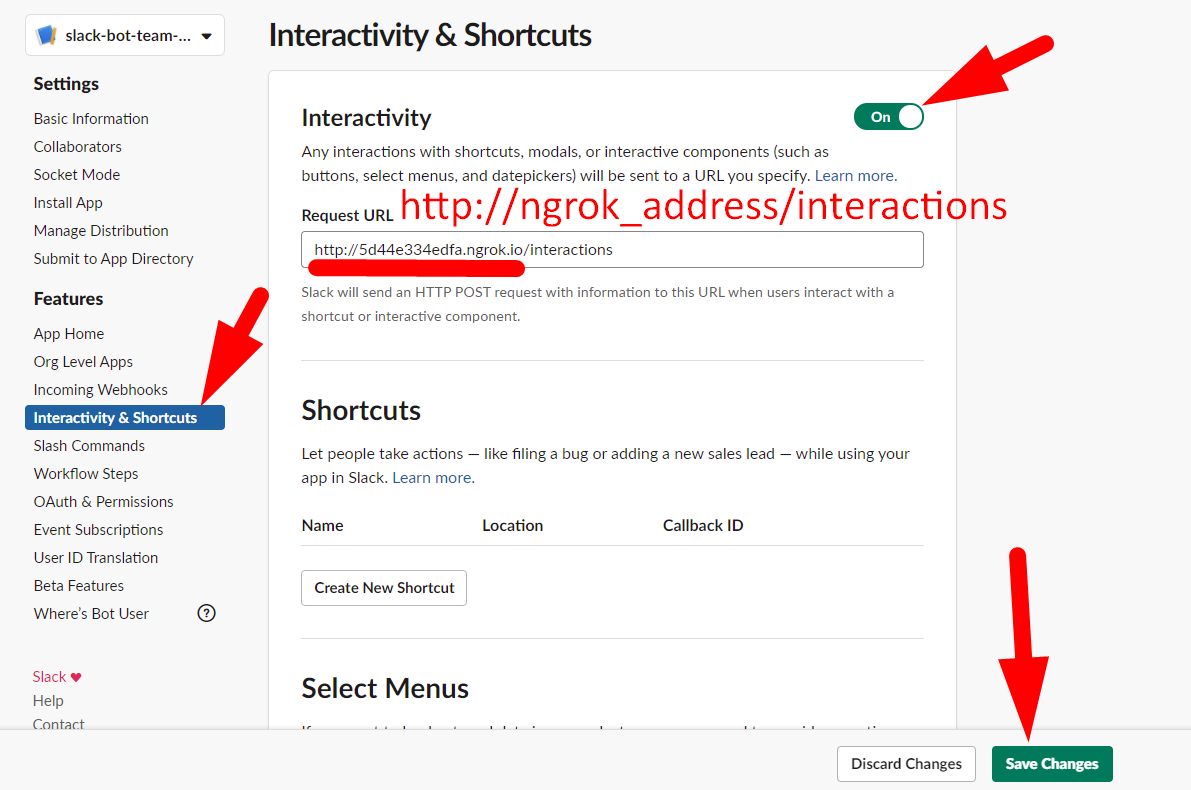 slack-bot-team-...
Settings
Basic Information
Collaborators
Socket Mode
Install App
Manage Distribution
Submit to App Directory
Features
App Home
Org Level Apps
Incoming Webhooks
Interactivity & Shortcuts
Slash Commands
Workflow Steps
OAuth & Permissions
Event Subscriptions
User ID Translation
Beta Features
Where's Bot User
?
Slack ♥
Help
Contact
Interactivity & Shortcuts
Interactivity
On
Any interactions with shortcuts, modals, or interactive components (such as
buttons, select menus, and datepickers) will be sent to a URL you specify. Learn more.
Request URL
http://ngrok_address/interactions
http://5d44e334edfa.ngrok.io/interactions
Slack will send an HTTP POST request with information to this URL when users interact with a
shortcut or interactive component.
Shortcuts
Let people take actions — like filing a bug or adding a new sales lead — while using your
app in Slack. Learn more.
Name Location Callback ID
Create New Shortcut
Select Menus
Discard Changes
Save Changes